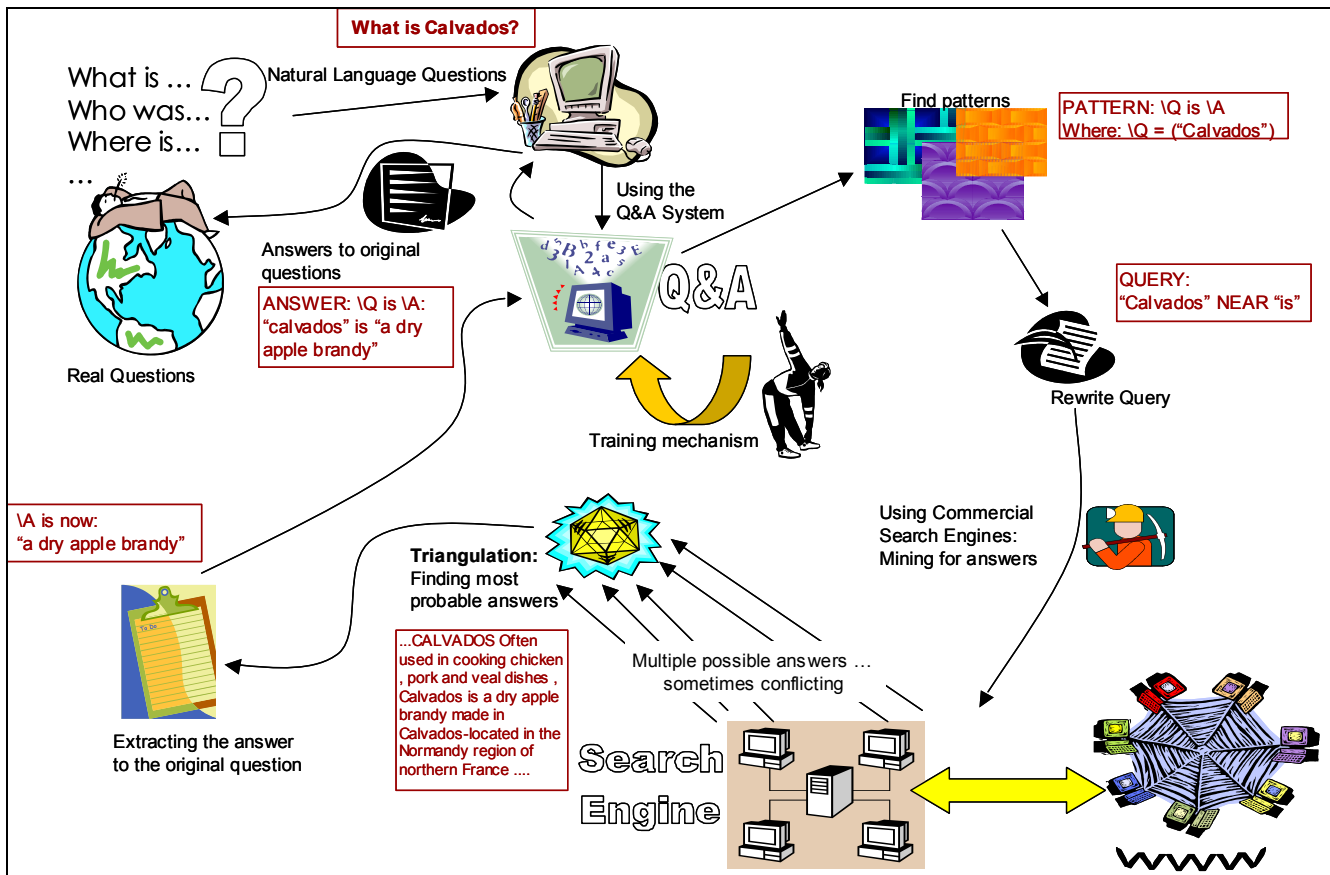 What is Calvados?
What is …
Who was…
Where is…
…
?
Natural Language Questions
Find patterns
PATTERN: \Q is \A
Where: \Q = (“Calvados”)
Using the
Q&A System
Answers to original
questions
ANSWER: \Q is \A:
“calvados” is “a dry
apple brandy”
Real Questions
Q&A
QUERY:
“Calvados” NEAR “is”
Rewrite Query
Training mechanism
\A is now:
“a dry apple brandy”
Using Commercial
Search Engines:
Mining for answers
Triangulation:
Finding most
probable answers
To Do
...CALVADOS Often
used in cooking chicken
, pork and veal dishes ,
Calvados is a dry apple
brandy made in
Calvados-located in the
Normandy region of
northern France ....
Multiple possible answers …
sometimes conflicting
Extracting the answer
to the original question
Search
Engine
WWW